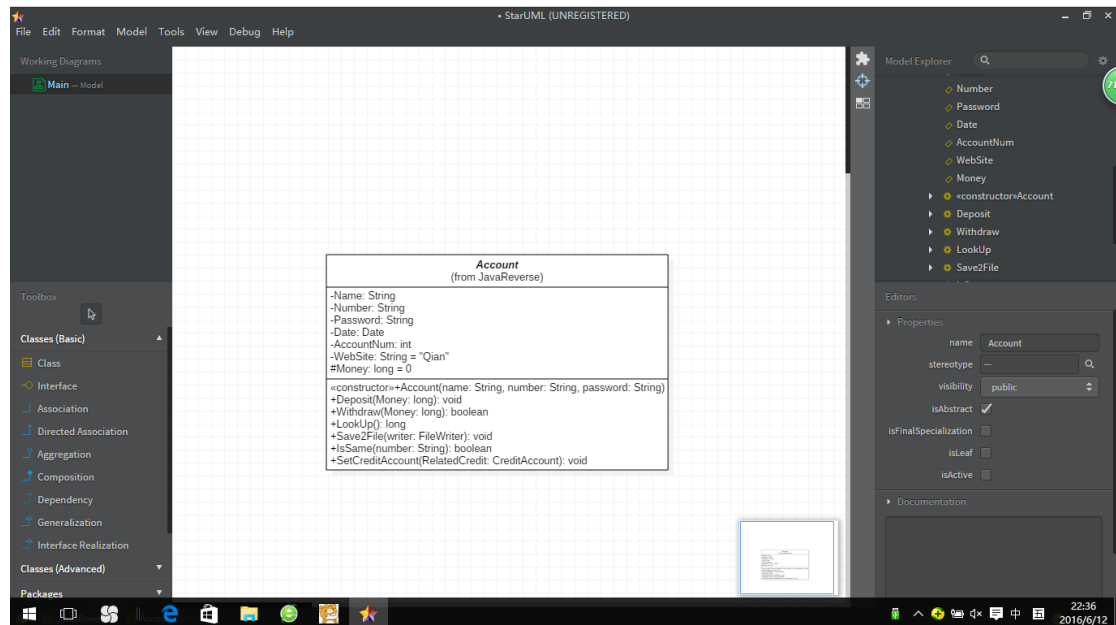 • StarUML (UNREGISTERED)
File Edit Format Model Tools View Debug Help
Working Diagrams
Main — Model
Toolbox
Classes (Basic)
Class
Interface
Association
Directed Association
Aggregation
Composition
Dependency
Generalization
Interface Realization
Classes (Advanced)
Packages
Account
(from JavaReverse)
-Name: String
-Number: String
-Password: String
-Date: Date
-AccountNum: int
-WebSite: String = "Qian"
#Money: long = 0
«constructor»+Account(name: String, number: String, password: String)
+Deposit(Money: long): void
+Withdraw(Money: long): boolean
+LookUp(): long
+Save2File(writer: FileWriter): void
+IsSame(number: String): boolean
+SetCreditAccount(RelatedCredit: CreditAccount): void
Model Explorer
71
Number
Password
Date
AccountNum
WebSite
Money
«constructor»Account
Deposit
Withdraw
LookUp
Save2File
Editors
Properties
name Account
stereotype —
visibility public
isAbstract
isFinalSpecialization
isLeaf
isActive
Documentation
中 五
22:36
2016/6/12